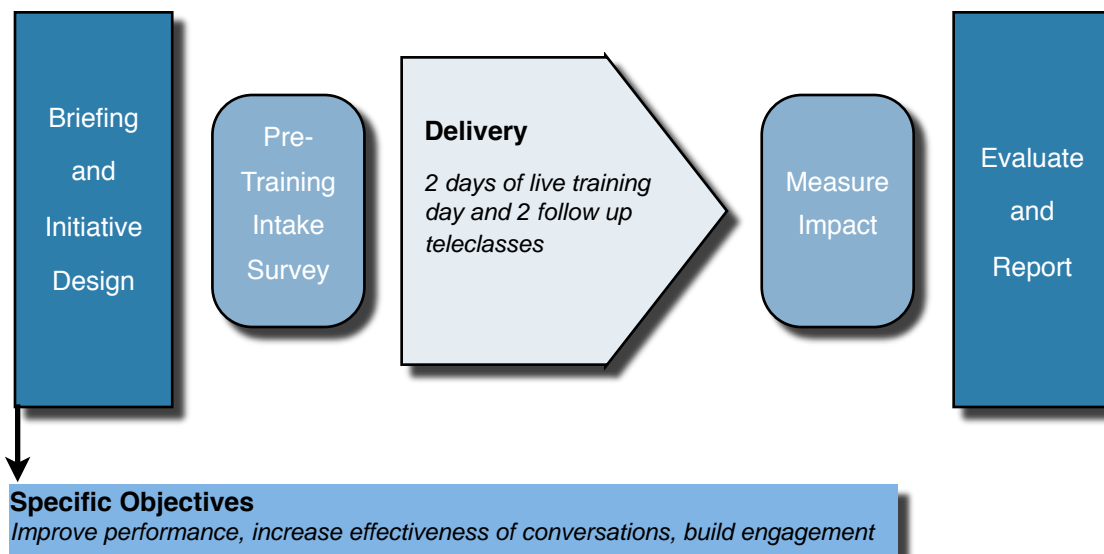 Briefing
and
Initiative
Design
Pre-
Training
Intake
Survey
Delivery
2 days of live training
day and 2 follow up
teleclasses
Measure
Impact
Evaluate
and
Report
Specific Objectives
Improve performance, increase effectiveness of conversations, build engagement